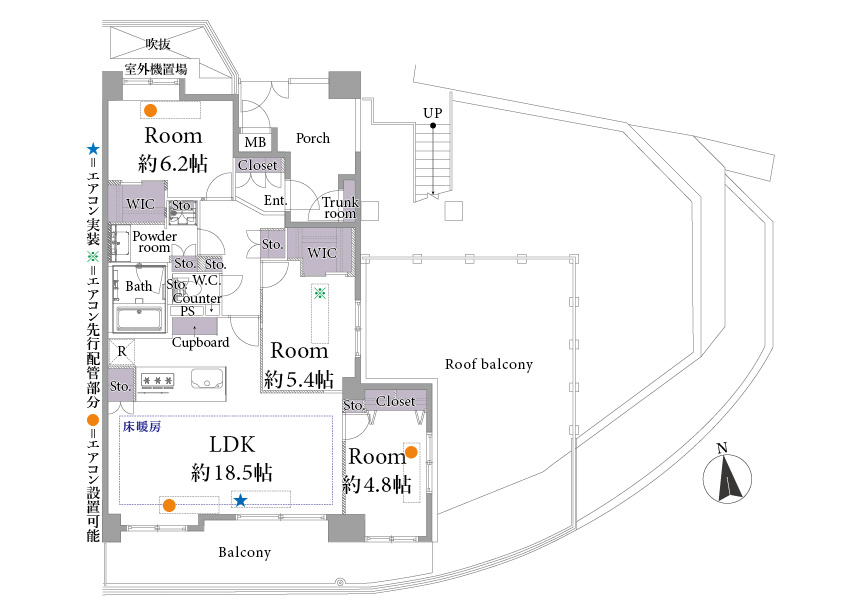 吹抜
室外機置場
UP
Room
約6.2帖
MB
Porch
Closet
Ent.
Trunk
room
WIC
Sto.
Powder
room
Sto.
WIC
Sto.
Sto.
Bath
Sto.
W.C.
Counter
PS
Cupboard
R
Room
約5.4帖
Roof balcony
Sto.
Sto.
Closet
床暖房
LDK
約18.5帖
Room
約4.8帖
N
Balcony
★=エアコン実装 ※=エアコン先行配管部分 ●=エアコン設置可能